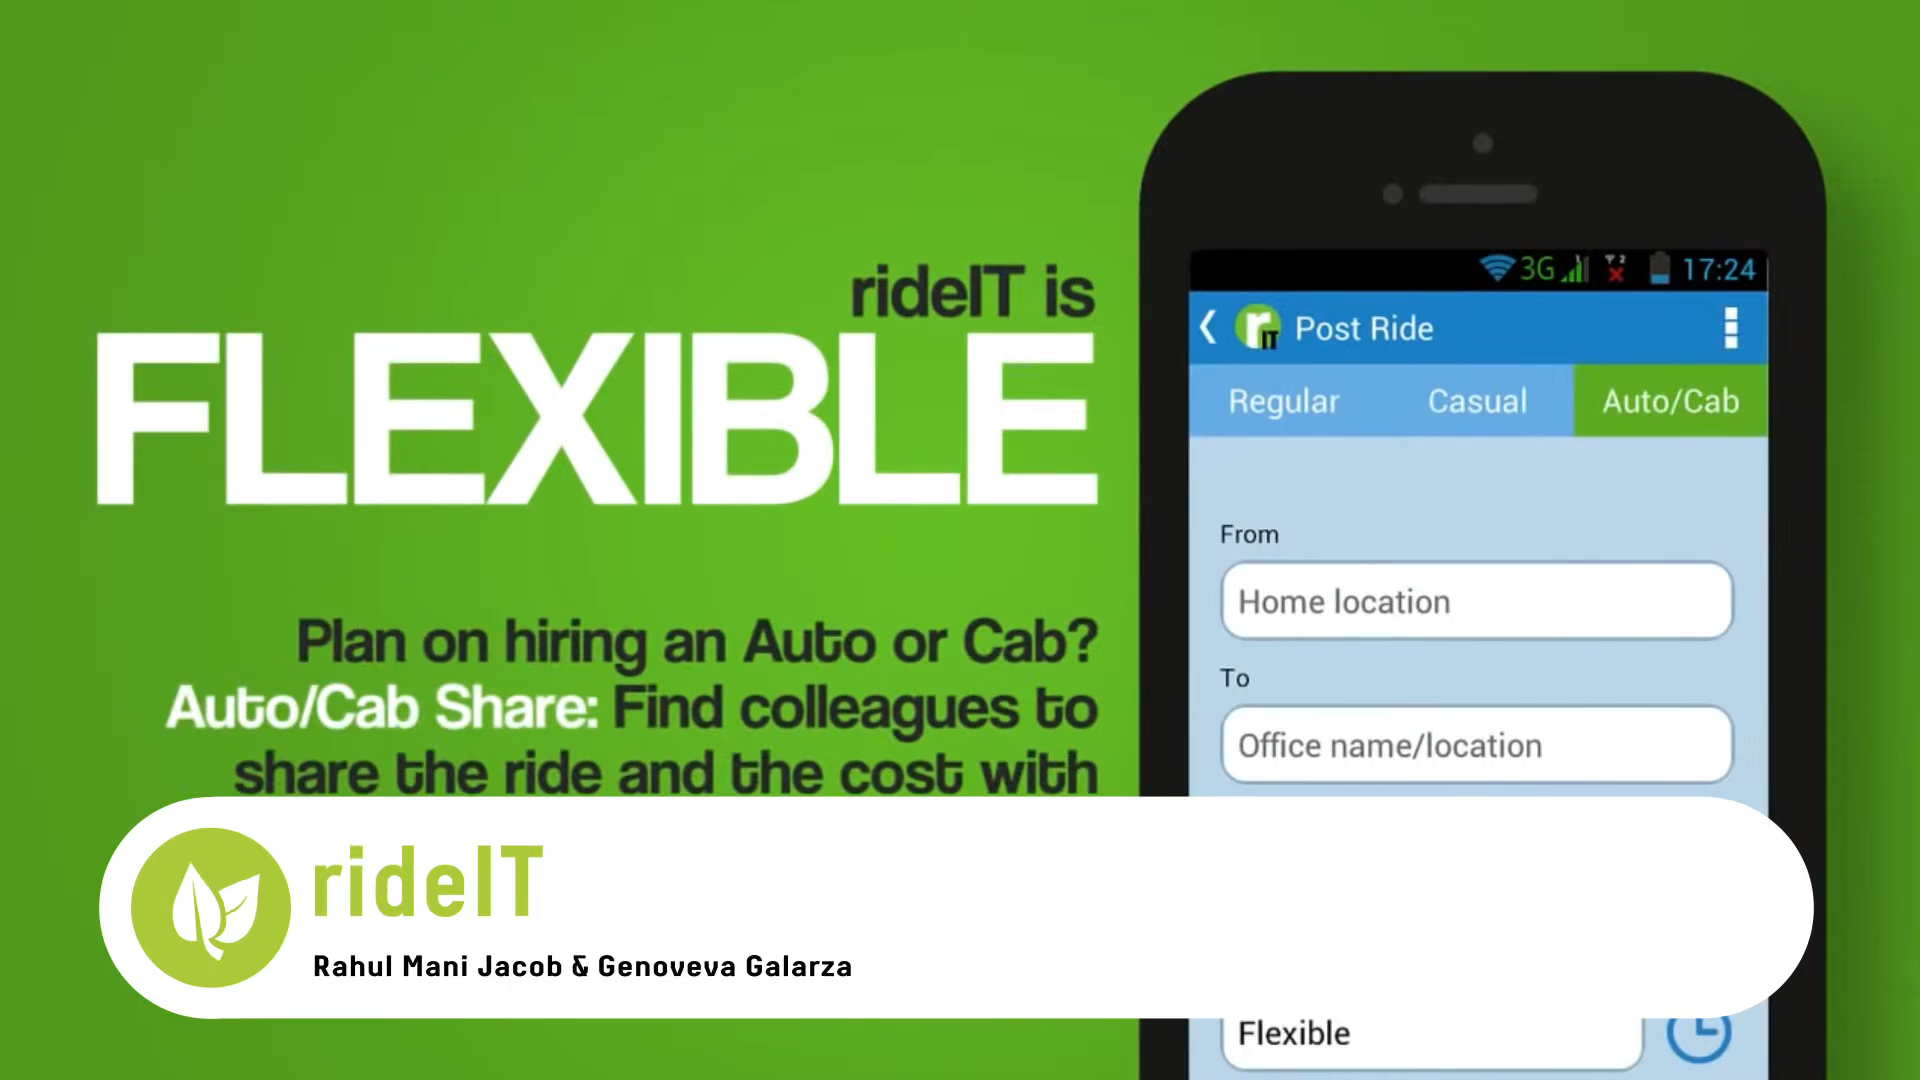 rideIT is
FLEXIBLE
Plan on hiring an Auto or Cab?
Auto/Cab Share: Find colleagues to
share the ride and the cost with
3G 2 17:24
rIT Post Ride
Regular Casual Auto/Cab
From
Home location
To
Office name/location
Flexible
rideIT
Rahul Mani Jacob & Genoveva Galarza